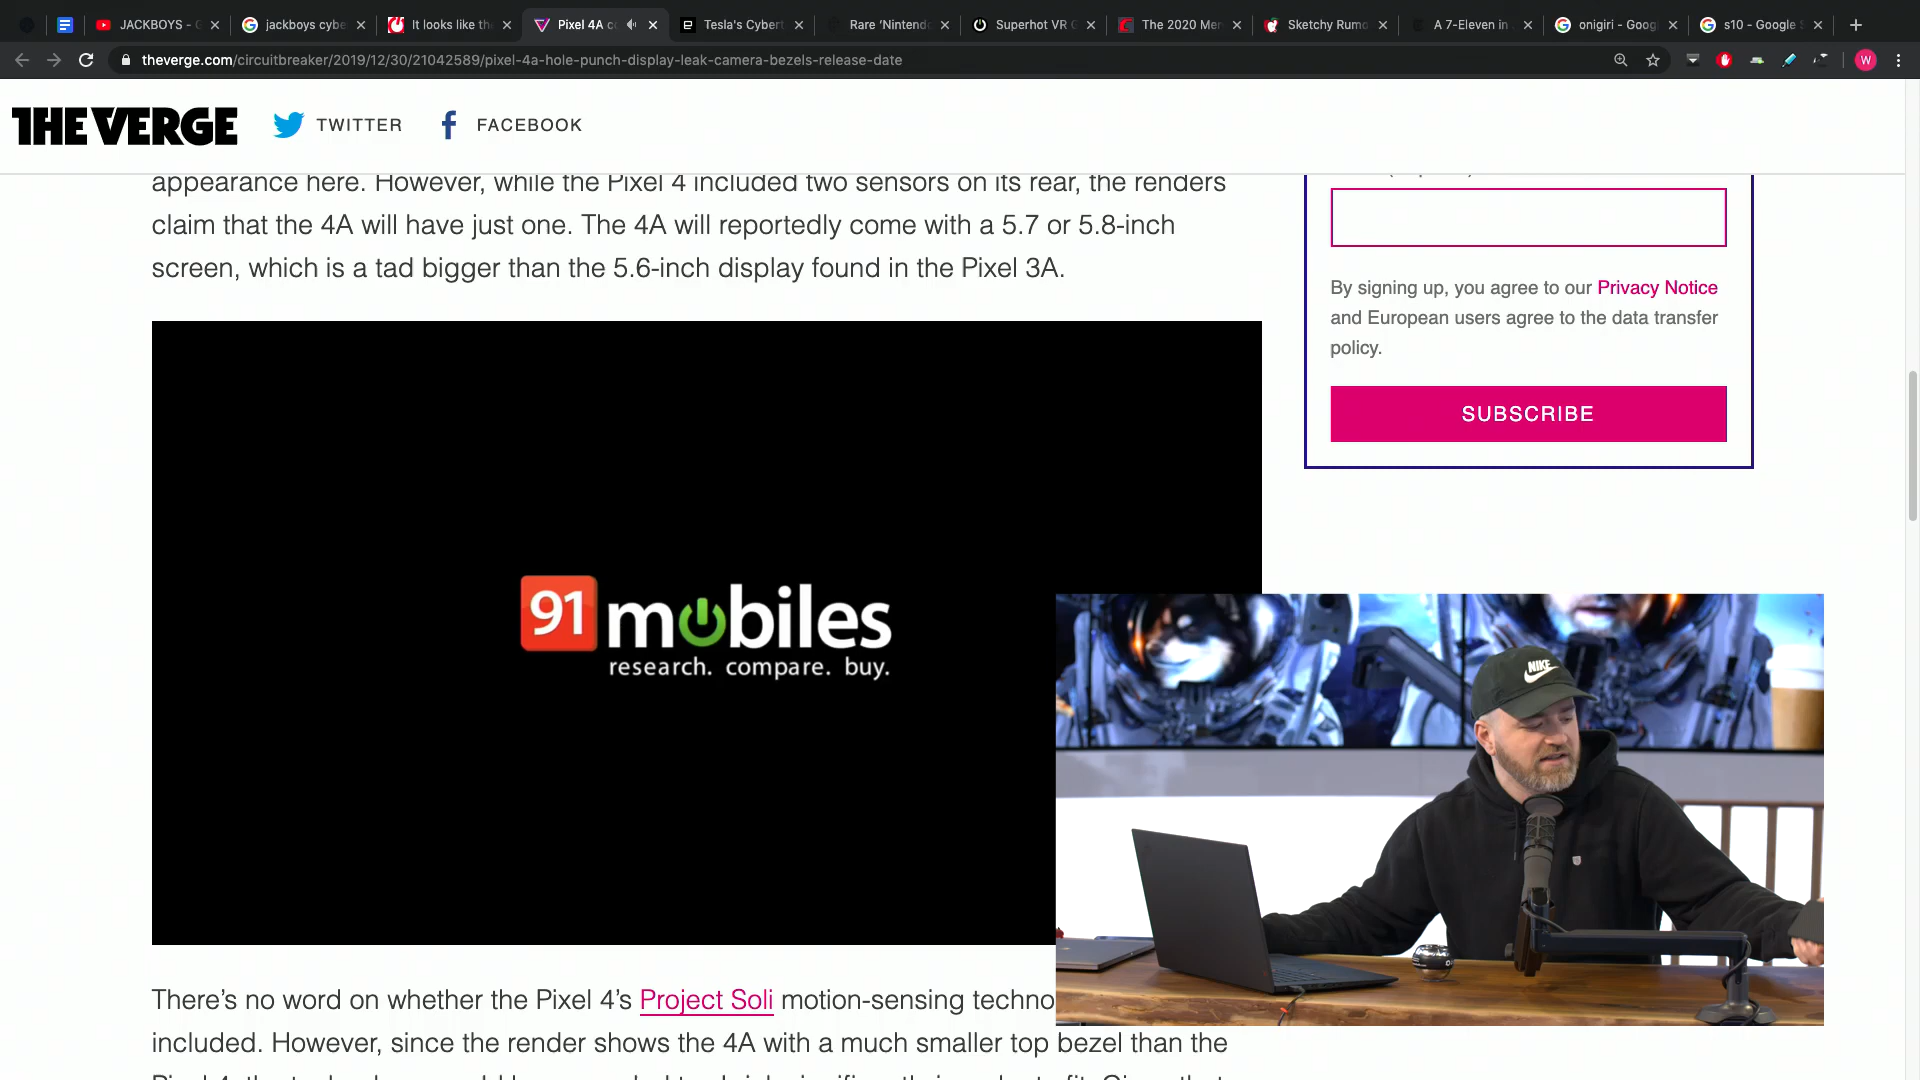 JACKBOYS - G
jackboys cybe
It looks like the
Pixel 4A co
Tesla's Cybert
Rare ‘Nintendo
Superhot VR G
The 2020 Mer
Sketchy Rumo
A 7-Eleven in
onigiri - Goog
s10 - Google S
theverge.com/circuitbreaker/2019/12/30/21042589/pixel-4a-hole-punch-display-leak-camera-bezels-release-date
W
THE VERGE
TWITTER
FACEBOOK
appearance here. However, while the Pixel 4 included two sensors on its rear, the renders
claim that the 4A will have just one. The 4A will reportedly come with a 5.7 or 5.8-inch
screen, which is a tad bigger than the 5.6-inch display found in the Pixel 3A.
By signing up, you agree to our Privacy Notice
and European users agree to the data transfer
policy.
SUBSCRIBE
91mobiles
research. compare. buy.
NIKE
There’s no word on whether the Pixel 4’s Project Soli motion-sensing techno
included. However, since the render shows the 4A with a much smaller top bezel than the